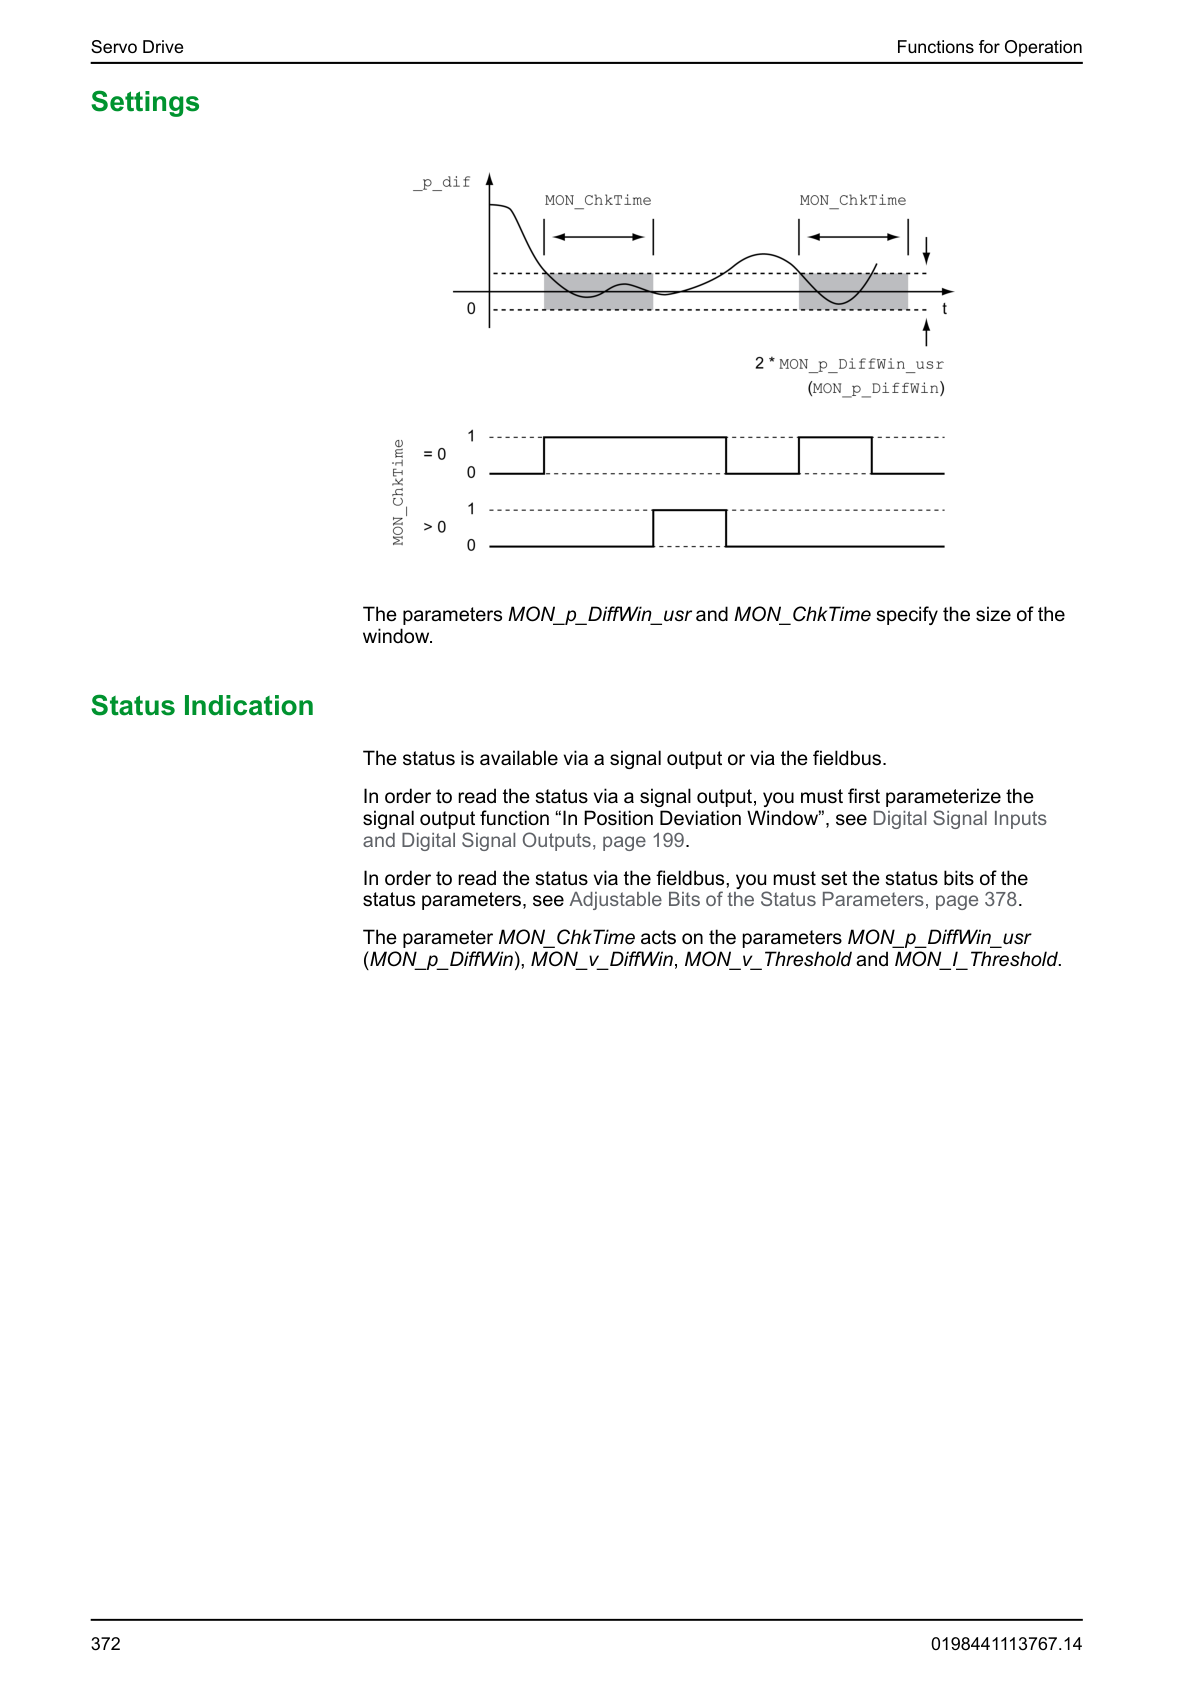 Servo Drive Functions for Operation
Settings
_p_dif
MON_ChkTime MON_ChkTime
0 t
2 * MON_p_DiffWin_usr
(MON_p_DiffWin)
MON_ChkTime
1
= 0
0
1
> 0
0
The parameters MON_p_DiffWin_usr and MON_ChkTime specify the size of the
window.
Status Indication
The status is available via a signal output or via the fieldbus.
In order to read the status via a signal output, you must first parameterize the
signal output function “In Position Deviation Window”, see Digital Signal Inputs
and Digital Signal Outputs, page 199.
In order to read the status via the fieldbus, you must set the status bits of the
status parameters, see Adjustable Bits of the Status Parameters, page 378.
The parameter MON_ChkTime acts on the parameters MON_p_DiffWin_usr
(MON_p_DiffWin), MON_v_DiffWin, MON_v_Threshold and MON_I_Threshold.
372 0198441113767.14